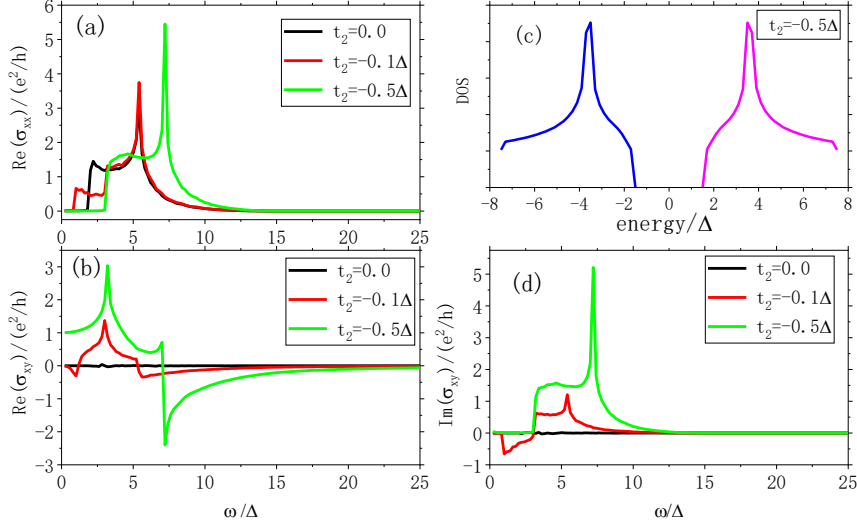 (a)
t₂=0.0
t₂=-0.1Δ
t₂=-0.5Δ
Re(σₓₓ)/(e²/h)
6
5
4
3
2
1
0
0 5 10 15 20 25
(c)
t₂=-0.5Δ
DOS
-8 -6 -4 -2 0 2 4 6 8
energy/Δ
(b)
t₂=0.0
t₂=-0.1Δ
t₂=-0.5Δ
Re(σ_xy)/(e²/h)
3
2
1
0
-1
-2
-3
0 5 10 15 20 25
ω/Δ
(d)
t₂=0.0
t₂=-0.1Δ
t₂=-0.5Δ
Im(σ_xy)/(e²/h)
5
4
3
2
1
0
-1
0 5 10 15 20 25
ω/Δ